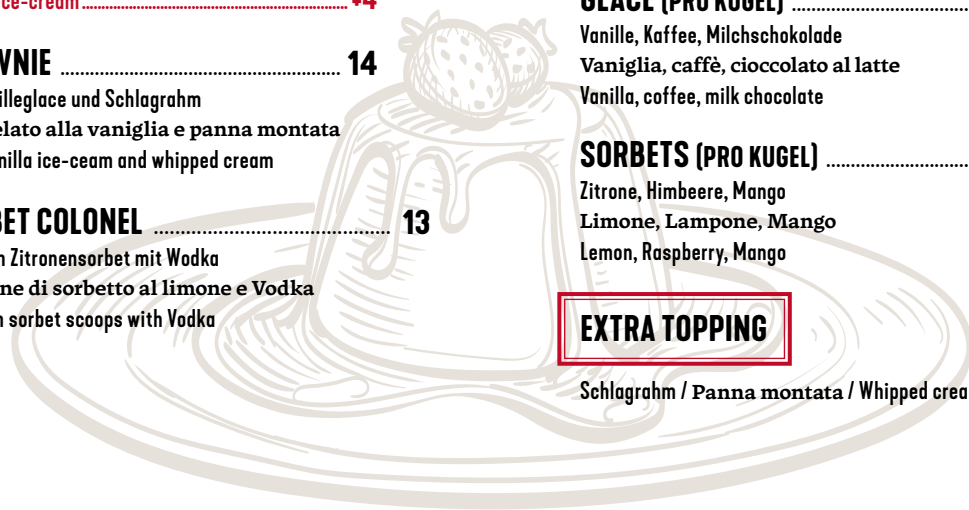 ice-cream +4
WNIE 14
illeglace und Schlagrahm
elato alla vaniglia e panna montata
nilla ice-ceam and whipped cream
BET COLONEL 13
n Zitronensorbet mit Wodka
ne di sorbetto al limone e Vodka
n sorbet scoops with Vodka
GLACE (PRO KUGEL)
Vanille, Kaffee, Milchschokolade
Vaniglia, caffè, cioccolato al latte
Vanilla, coffee, milk chocolate
SORBETS (PRO KUGEL)
Zitrone, Himbeere, Mango
Limone, Lampone, Mango
Lemon, Raspberry, Mango
EXTRA TOPPING
Schlagrahm / Panna montata / Whipped crea